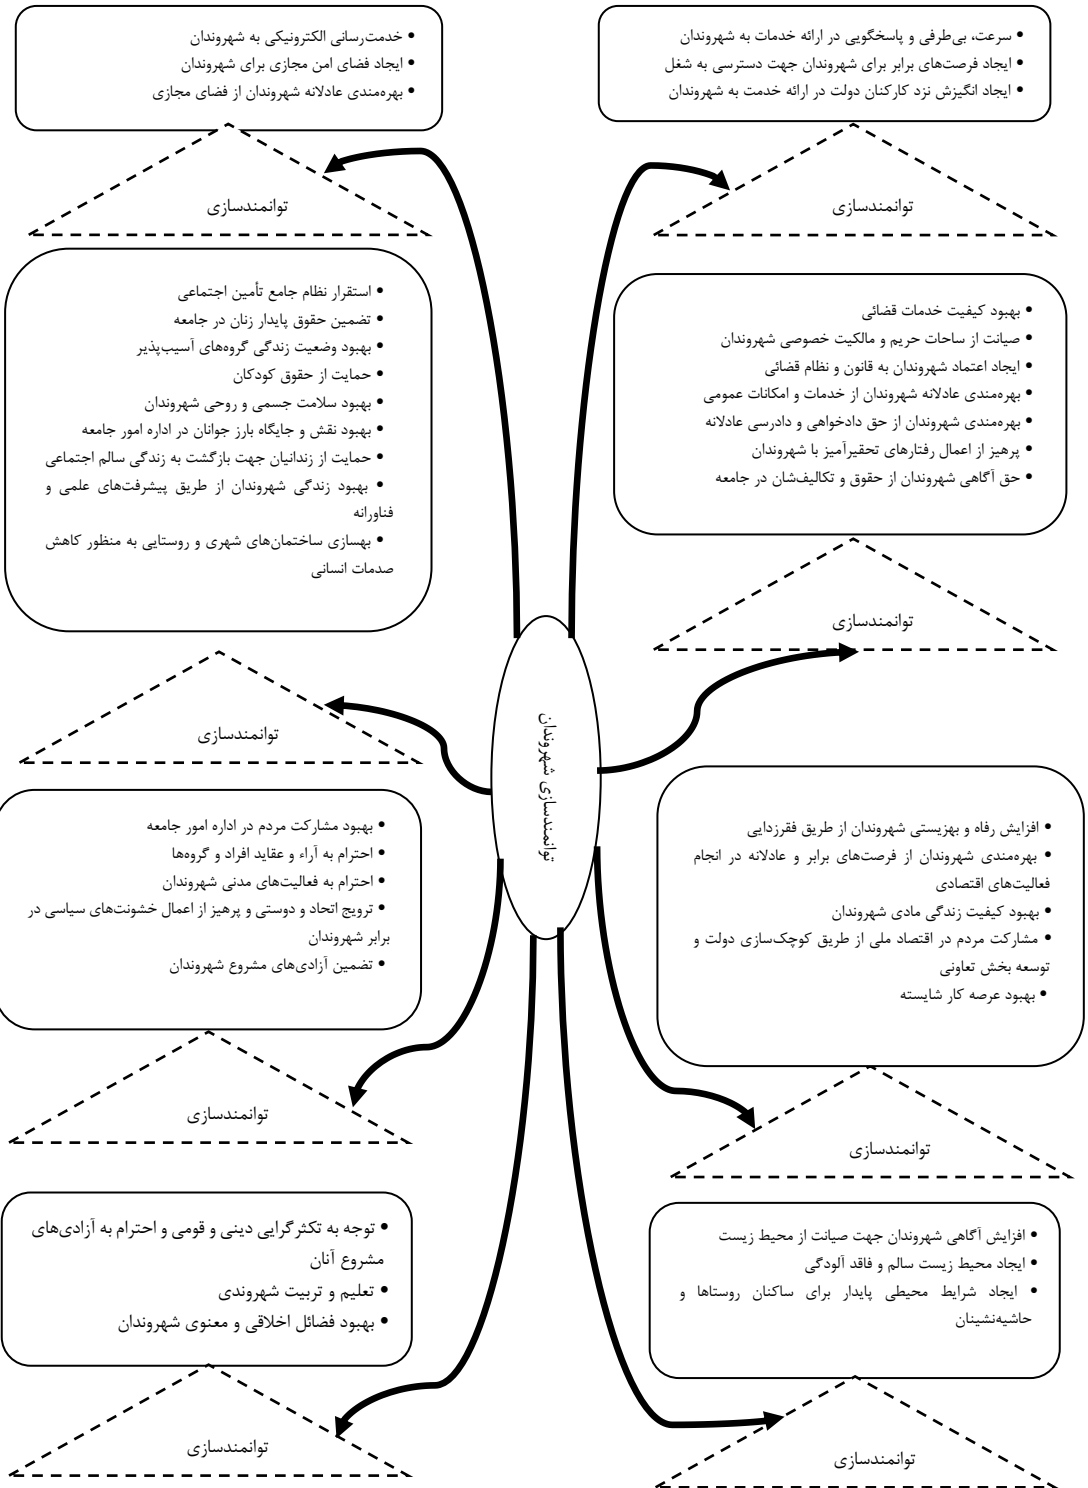 • سرعت، بی‌طرفی و پاسخگویی در ارائه خدمات به شهروندان
• ایجاد فرصت‌های برابر برای شهروندان جهت دسترسی به شغل
• ایجاد انگیزش نزد کارکنان دولت در ارائه خدمت به شهروندان
توانمندسازی
• خدمت‌رسانی الکترونیکی به شهروندان
• ایجاد فضای امن مجازی برای شهروندان
• بهره‌مندی عادلانه شهروندان از فضای مجازی
توانمندسازی
• بهبود کیفیت خدمات قضائی
• صیانت از ساحات حریم و مالکیت خصوصی شهروندان
• ایجاد اعتماد شهروندان به قانون و نظام قضائی
• بهره‌مندی عادلانه شهروندان از خدمات و امکانات عمومی
• بهره‌مندی شهروندان از حق دادخواهی و دادرسی عادلانه
• پرهیز از اعمال رفتارهای تحقیرآمیز با شهروندان
• حق آگاهی شهروندان از حقوق و تکالیف‌شان در جامعه
توانمندسازی
• استقرار نظام جامع تأمین اجتماعی
• تضمین حقوق پایدار زنان در جامعه
• بهبود وضعیت زندگی گروه‌های آسیب‌پذیر
• حمایت از حقوق کودکان
• بهبود سلامت جسمی و روحی شهروندان
• بهبود نقش و جایگاه بارز جوانان در اداره امور جامعه
• حمایت از زندانیان جهت بازگشت به زندگی سالم اجتماعی
• بهبود زندگی شهروندان از طریق پیشرفت‌های علمی و
فناورانه
• بهسازی ساختمان‌های شهری و روستایی به منظور کاهش
صدمات انسانی
توانمندسازی
توانمندسازی شهروندان
• افزایش رفاه و بهزیستی شهروندان از طریق فقرزدایی
• بهره‌مندی شهروندان از فرصت‌های برابر و عادلانه در انجام
فعالیت‌های اقتصادی
• بهبود کیفیت زندگی مادی شهروندان
• مشارکت مردم در اقتصاد ملی از طریق کوچک‌سازی دولت و
توسعه بخش تعاونی
• بهبود عرصه کار شایسته
توانمندسازی
• بهبود مشارکت مردم در اداره امور جامعه
• احترام به آراء و عقاید افراد و گروه‌ها
• احترام به فعالیت‌های مدنی شهروندان
• ترویج اتحاد و دوستی و پرهیز از اعمال خشونت‌های سیاسی در
برابر شهروندان
• تضمین آزادی‌های مشروع شهروندان
توانمندسازی
• افزایش آگاهی شهروندان جهت صیانت از محیط زیست
• ایجاد محیط زیست سالم و فاقد آلودگی
• ایجاد شرایط محیطی پایدار برای ساکنان روستاها و
حاشیه‌نشینان
توانمندسازی
• توجه به تکثرگرایی دینی و قومی و احترام به آزادی‌های
مشروع آنان
• تعلیم و تربیت شهروندی
• بهبود فضائل اخلاقی و معنوی شهروندان
توانمندسازی